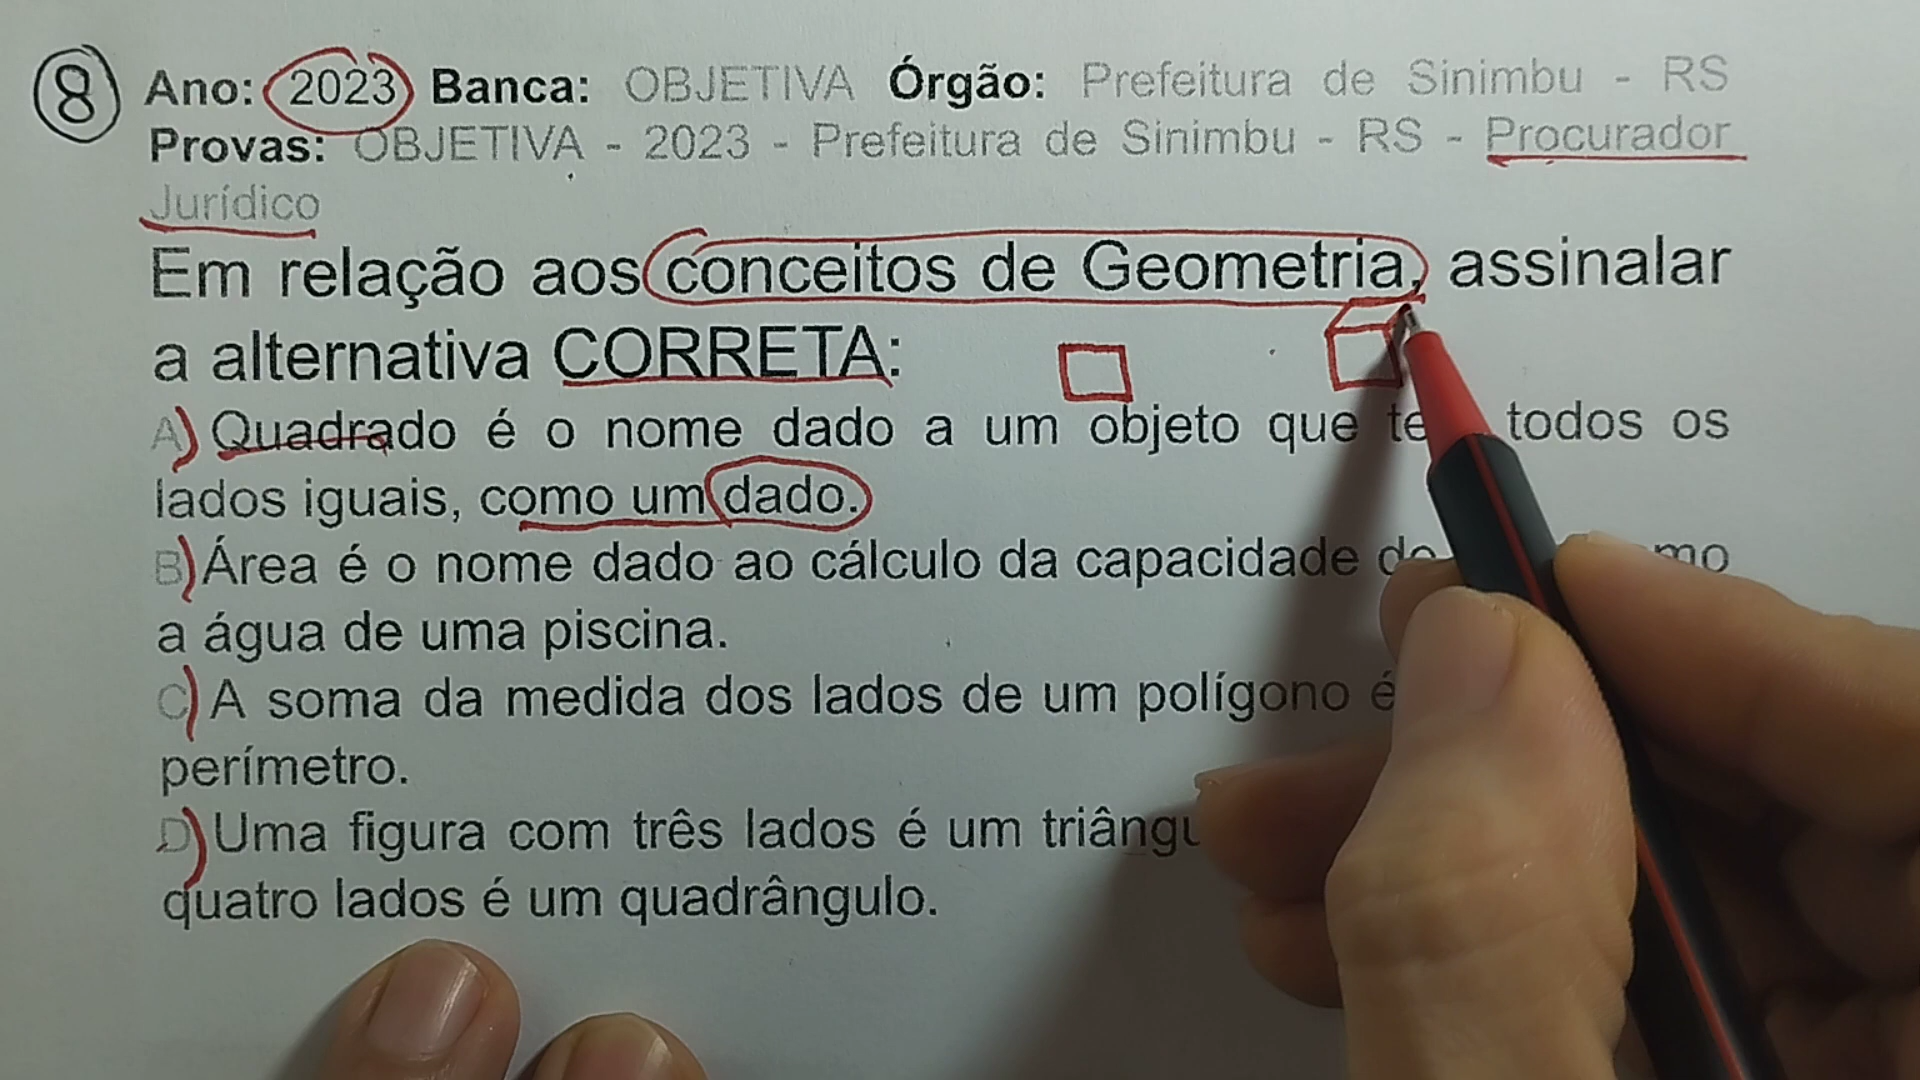 8 Ano: 2023 Banca: OBJETIVA Órgão: Prefeitura de Sinimbu - RS
Provas: OBJETIVA - 2023 - Prefeitura de Sinimbu - RS - Procurador
Jurídico
Em relação aos conceitos de Geometria, assinalar
a alternativa CORRETA:
A) Quadrado é o nome dado a um objeto que todos os
lados iguais, como um dado.
B) Área é o nome dado ao cálculo da capacidade
a água de uma piscina.
C) A soma da medida dos lados de um polígono é
perímetro.
D) Uma figura com três lados é um
quatro lados é um quadrângulo.